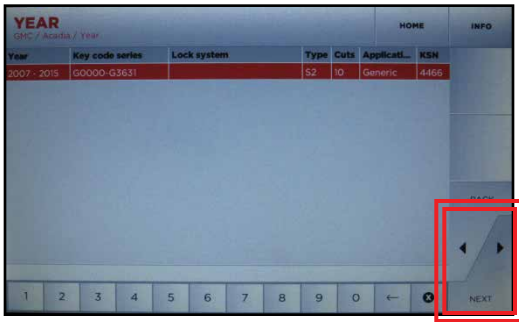 YEAR
GMC / Acadia / Year
HOME
INFO
Year Key code series Lock system Type Cuts Applicati... KSN
2007 - 2015 G0000-G3631 S2 10 Generic 4466
BACK
1 2 3 4 5 6 7 8 9 0 ← NEXT